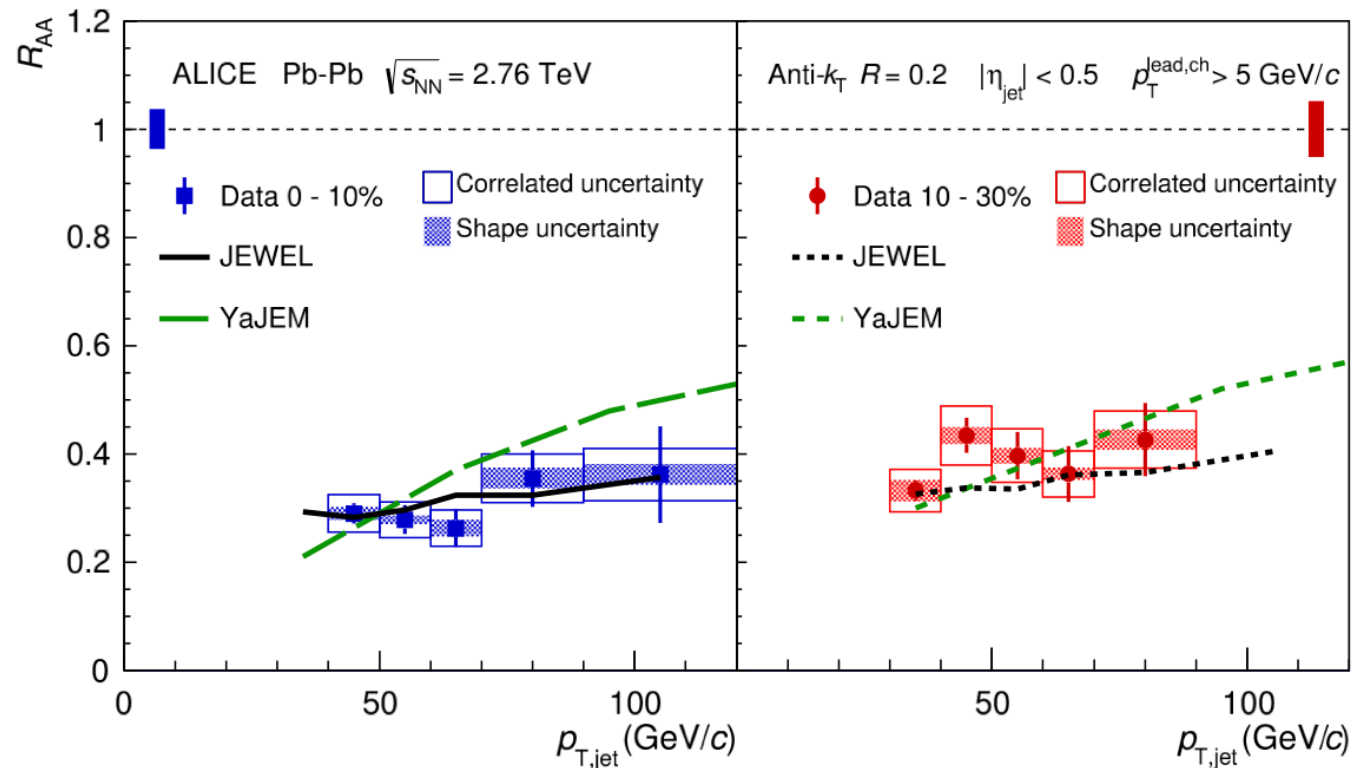 R_AA
1.2
1
0.8
0.6
0.4
0.2
0
ALICE Pb-Pb √s_NN = 2.76 TeV
Data 0 - 10%
Correlated uncertainty
Shape uncertainty
JEWEL
YaJEM
0 50 100
p_T,jet (GeV/c)
Anti-k_T R = 0.2 |η_jet| < 0.5 p_T^lead,ch > 5 GeV/c
Data 10 - 30%
Correlated uncertainty
Shape uncertainty
JEWEL
YaJEM
50 100
p_T,jet (GeV/c)